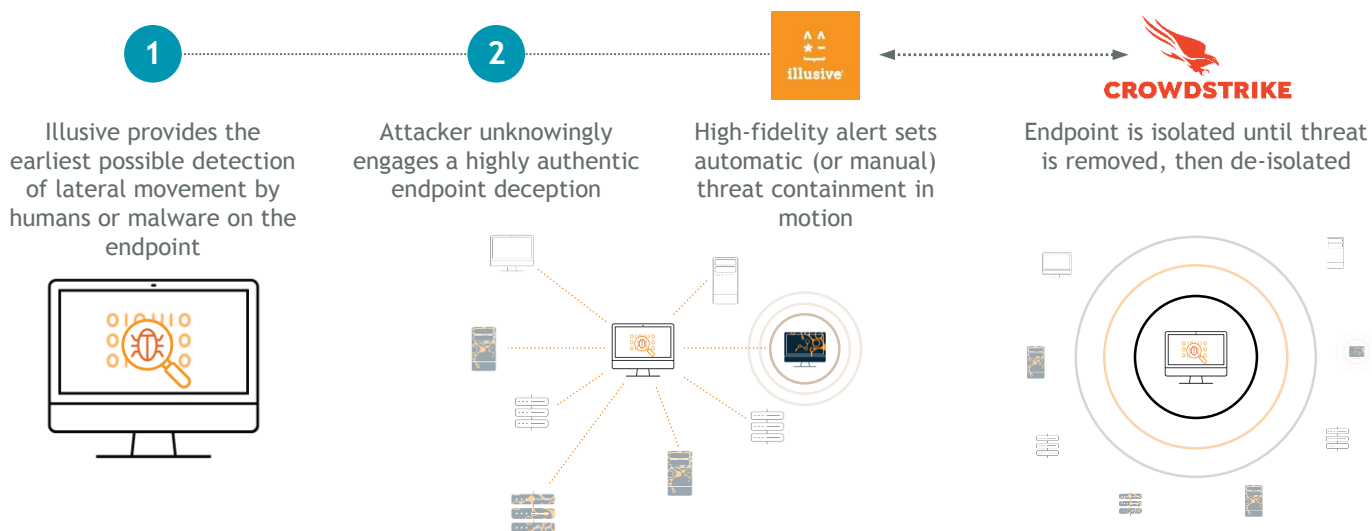 1
2
illusive
CROWDSTRIKE
Illusive provides the
earliest possible detection
of lateral movement by
humans or malware on the
endpoint
Attacker unknowingly
engages a highly authentic
endpoint deception
High-fidelity alert sets
automatic (or manual)
threat containment in
motion
Endpoint is isolated until threat
is removed, then de-isolated